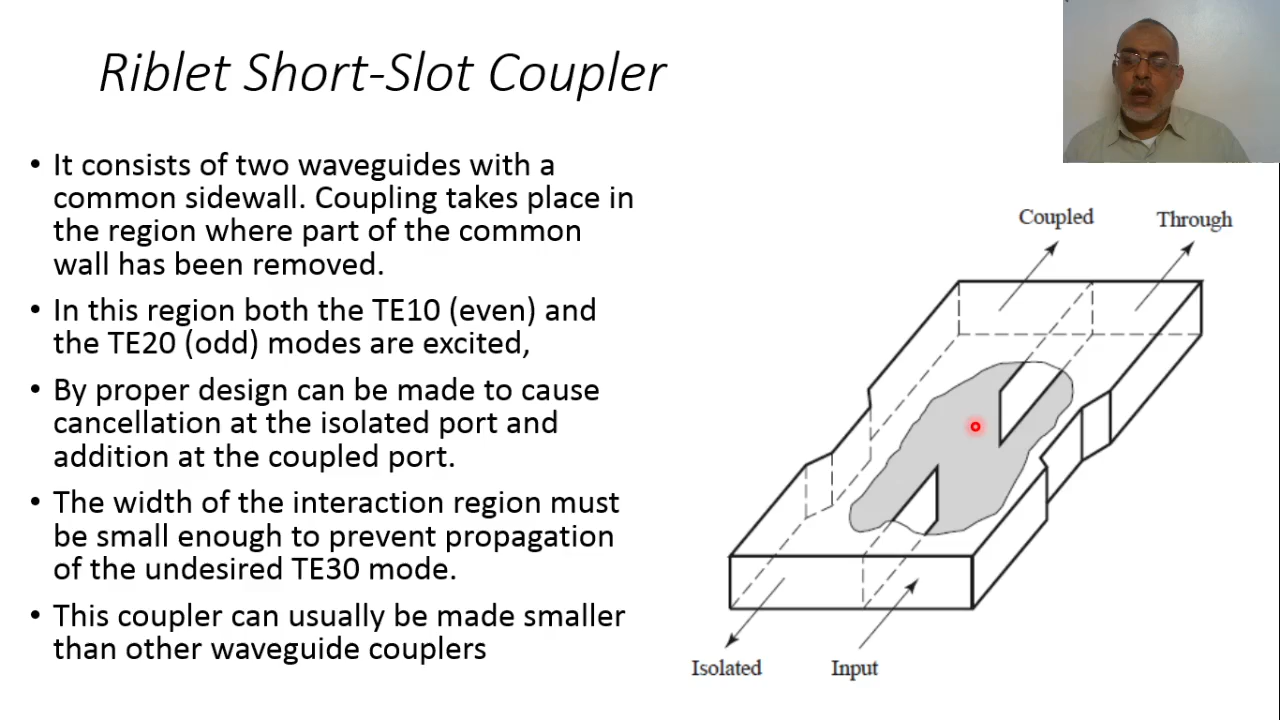 Riblet Short-Slot Coupler
• It consists of two waveguides with a
common sidewall. Coupling takes place in
the region where part of the common
wall has been removed.
• In this region both the TE10 (even) and
the TE20 (odd) modes are excited,
• By proper design can be made to cause
cancellation at the isolated port and
addition at the coupled port.
• The width of the interaction region must
be small enough to prevent propagation
of the undesired TE30 mode.
• This coupler can usually be made smaller
than other waveguide couplers
Coupled
Through
Isolated
Input